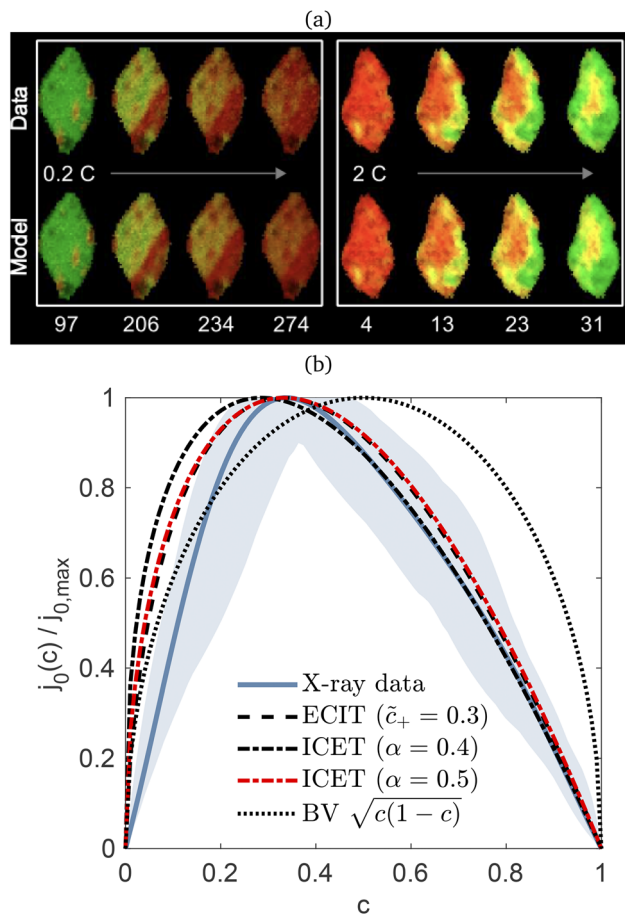 (a)
Data
0.2 C
2 C
Model
97 206 234 274 4 13 23 31
(b)
1
0.8
0.6
0.4
0.2
0
j₀(c) / j₀,max
X-ray data
ECIT (c̃₊ = 0.3)
ICET (α = 0.4)
ICET (α = 0.5)
BV √c(1 − c)
0 0.2 0.4 0.6 0.8 1
c